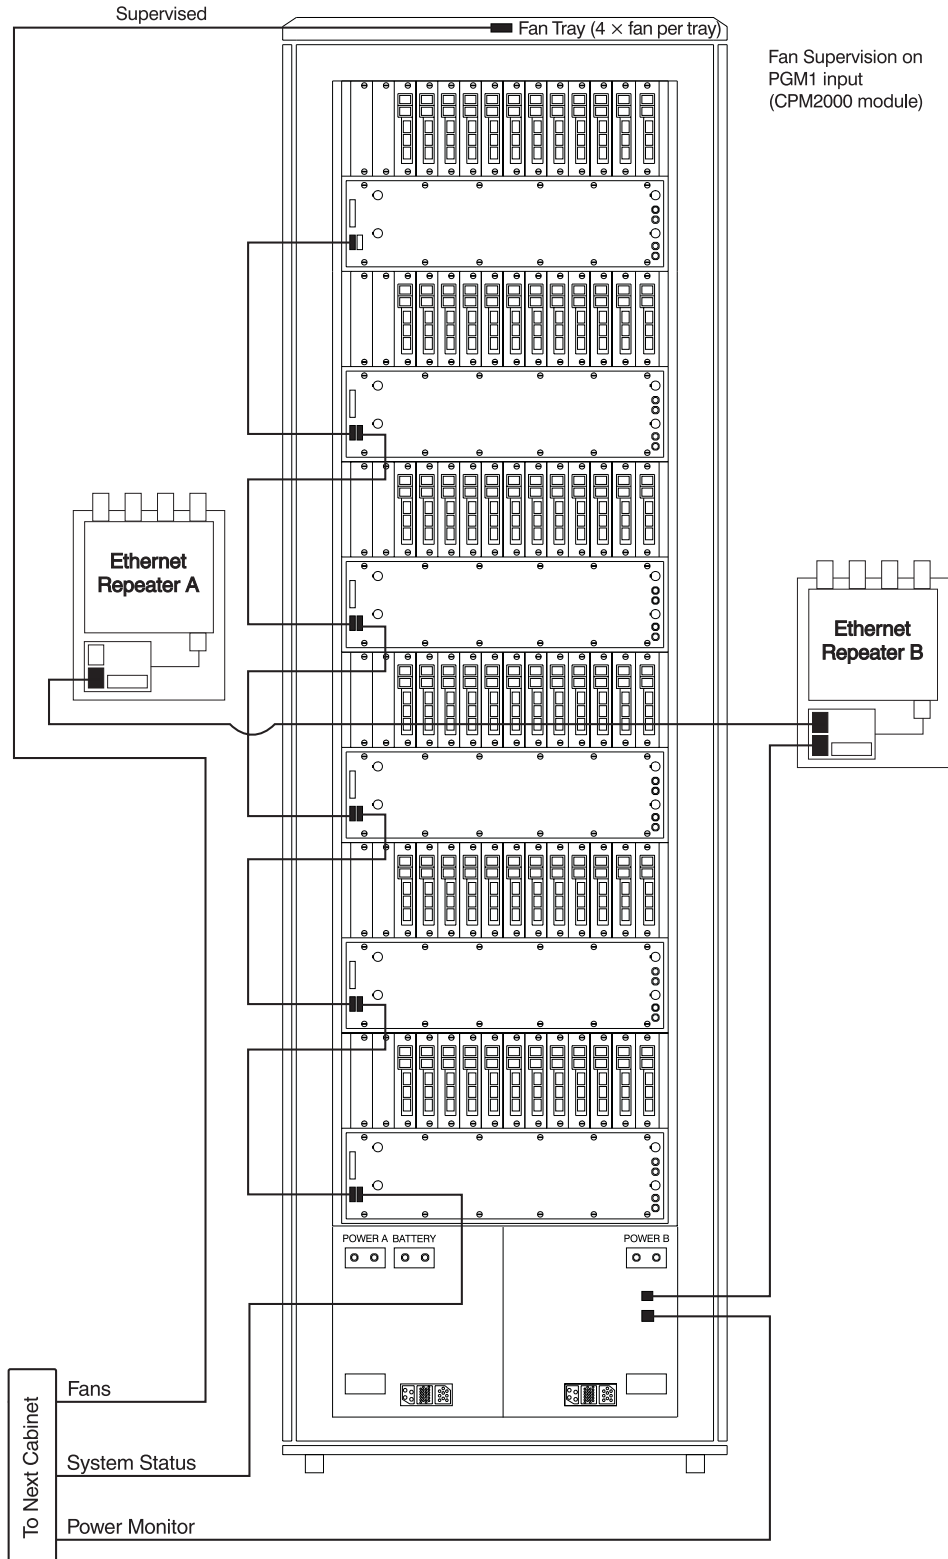 Supervised
Fan Tray (4 × fan per tray)
Fan Supervision on
PGM1 input
(CPM2000 module)
Ethernet
Repeater A
Ethernet
Repeater B
POWER A BATTERY
POWER B
Fans
System Status
Power Monitor
To Next Cabinet